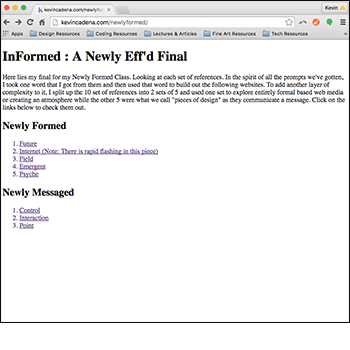 kevincadena.com/newlyfo
Kevin
kevincadena.com/newlyformed/
Apps Design Resources Coding Resources Lectures & Articles Fine Art Resources Tech Resources
InFormed : A Newly Eff'd Final
Here lies my final for my Newly Formed Class. Looking at each set of references. In the spirit of all the prompts we've gotten,
I took one word that I got from them and then used that word to build out the following websites. To add another layer of
complexity to it, I split up the 10 set of references into 2 sets of 5 and used one set to explore entirely formal based web media
or creating an atmosphere while the other 5 were what we call "pieces of design" as they communicate a message. Click on the
links below to check them out.
Newly Formed
1. Future
2. Internet (Note: There is rapid flashing in this piece)
3. Field
4. Emergent
5. Psyche
Newly Messaged
1. Control
2. Interaction
3. Point